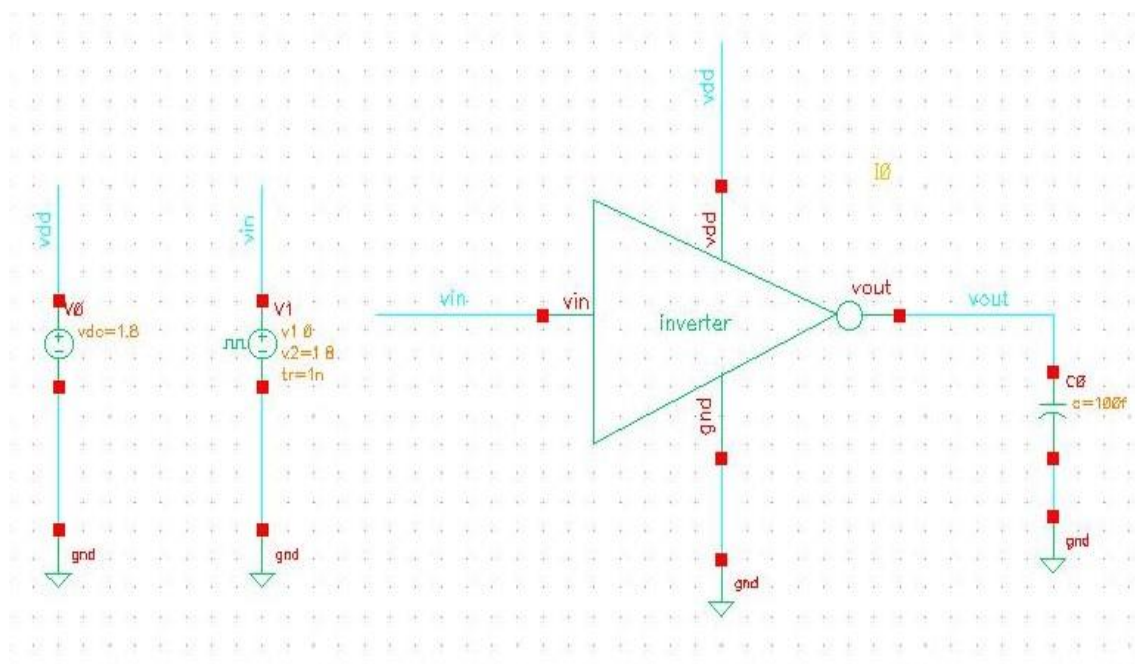 vdd
V0
vdc=1.8
gnd
vin
V1
v1 0
v2=1 8
tr=1n
gnd
vin
vin
inverter
vdd
vdd
gnd
gnd
I0
vout
vout
C0
c=100f
gnd